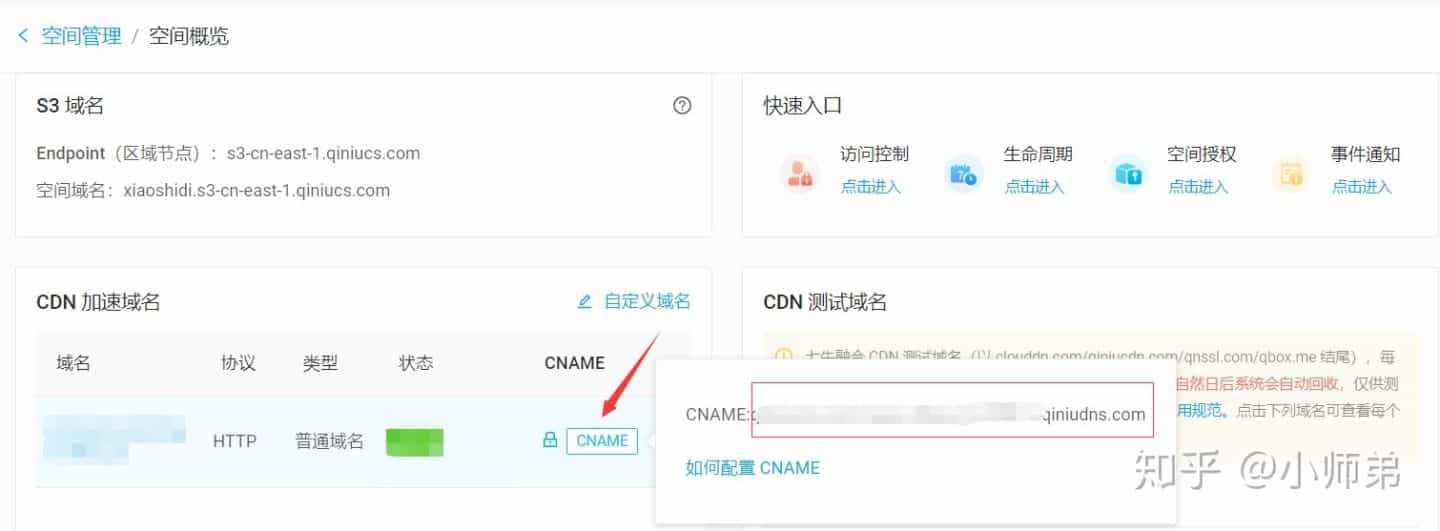 空间管理 / 空间概览
S3 域名
Endpoint（区域节点）：s3-cn-east-1.qiniucs.com
空间域名：xiaoshidi.s3-cn-east-1.qiniucs.com
快速入口
访问控制
点击进入
生命周期
点击进入
空间授权
点击进入
事件通知
点击进入
CDN 加速域名
自定义域名
域名 协议 类型 状态 CNAME
HTTP 普通域名 CNAME
CNAME: qiniudns.com
如何配置 CNAME
CDN 测试域名
七牛融合 CDN 测试域名（以 clouddn.com/qiniucdn.com/qnssl.com/qbox.me 结尾），每
自然日后系统会自动回收，仅供测
用规范。点击下列域名可查看每个
知乎 @小师弟